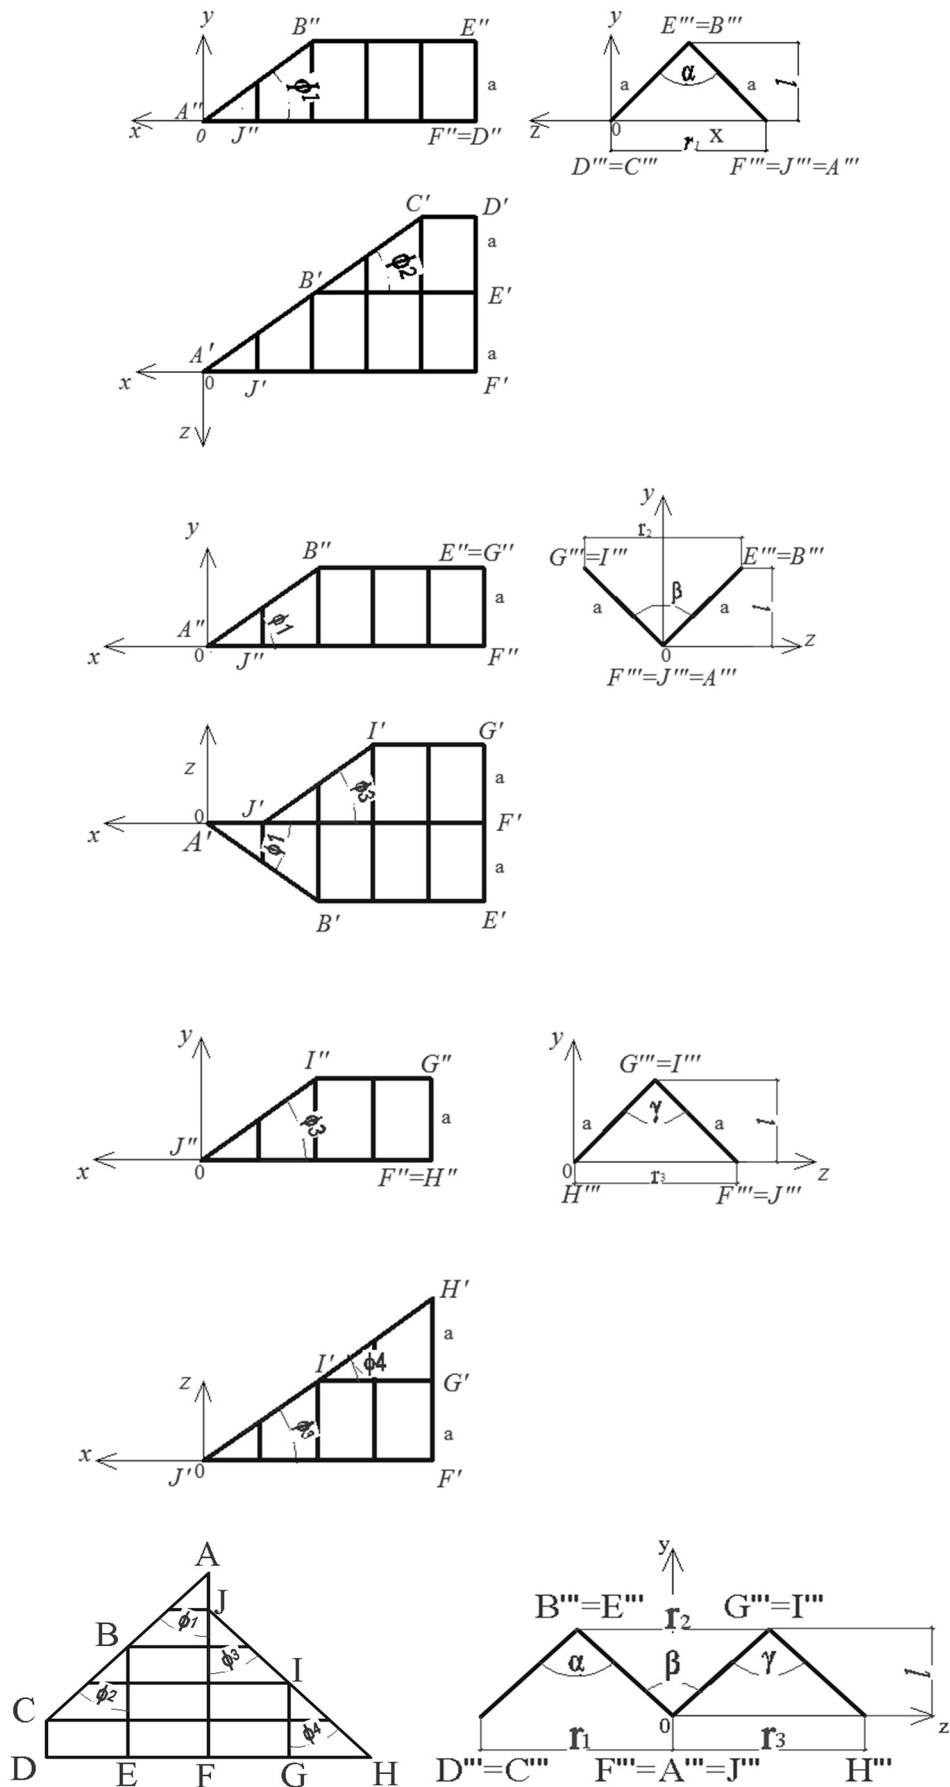 y B'' E'' y E'''=B'''
ϕ1 a a α a l
A'' x 0 J'' F''=D'' z 0 r₁ X
D'''=C''' F'''=J'''=A'''
C' D'
a
ϕ2
B' E'
A' a
x 0 J' F'
z
y B'' E''=G'' y r₂ G'''=I''' E'''=B'''
ϕ1 a a β a l
A'' x 0 J'' F'' 0 z
F'''=J'''=A'''
I' G'
z ϕ3 a
0 J' F'
x A' ϕ1 a
B' E'
y I'' G'' y G'''=I'''
ϕ3 a a γ a l
J'' x 0 F''=H'' 0 r₃ z
H''' F'''=J'''
H'
a
I' ϕ4
z G'
ϕ3 a
x J' 0 F'
A y
J B'''=E''' r₂ G'''=I'''
B ϕ1 ϕ3 α β γ l
I
ϕ2
C ϕ4 0 z
r₁ r₃
D E F G H D'''=C''' F'''=A'''=J''' H'''